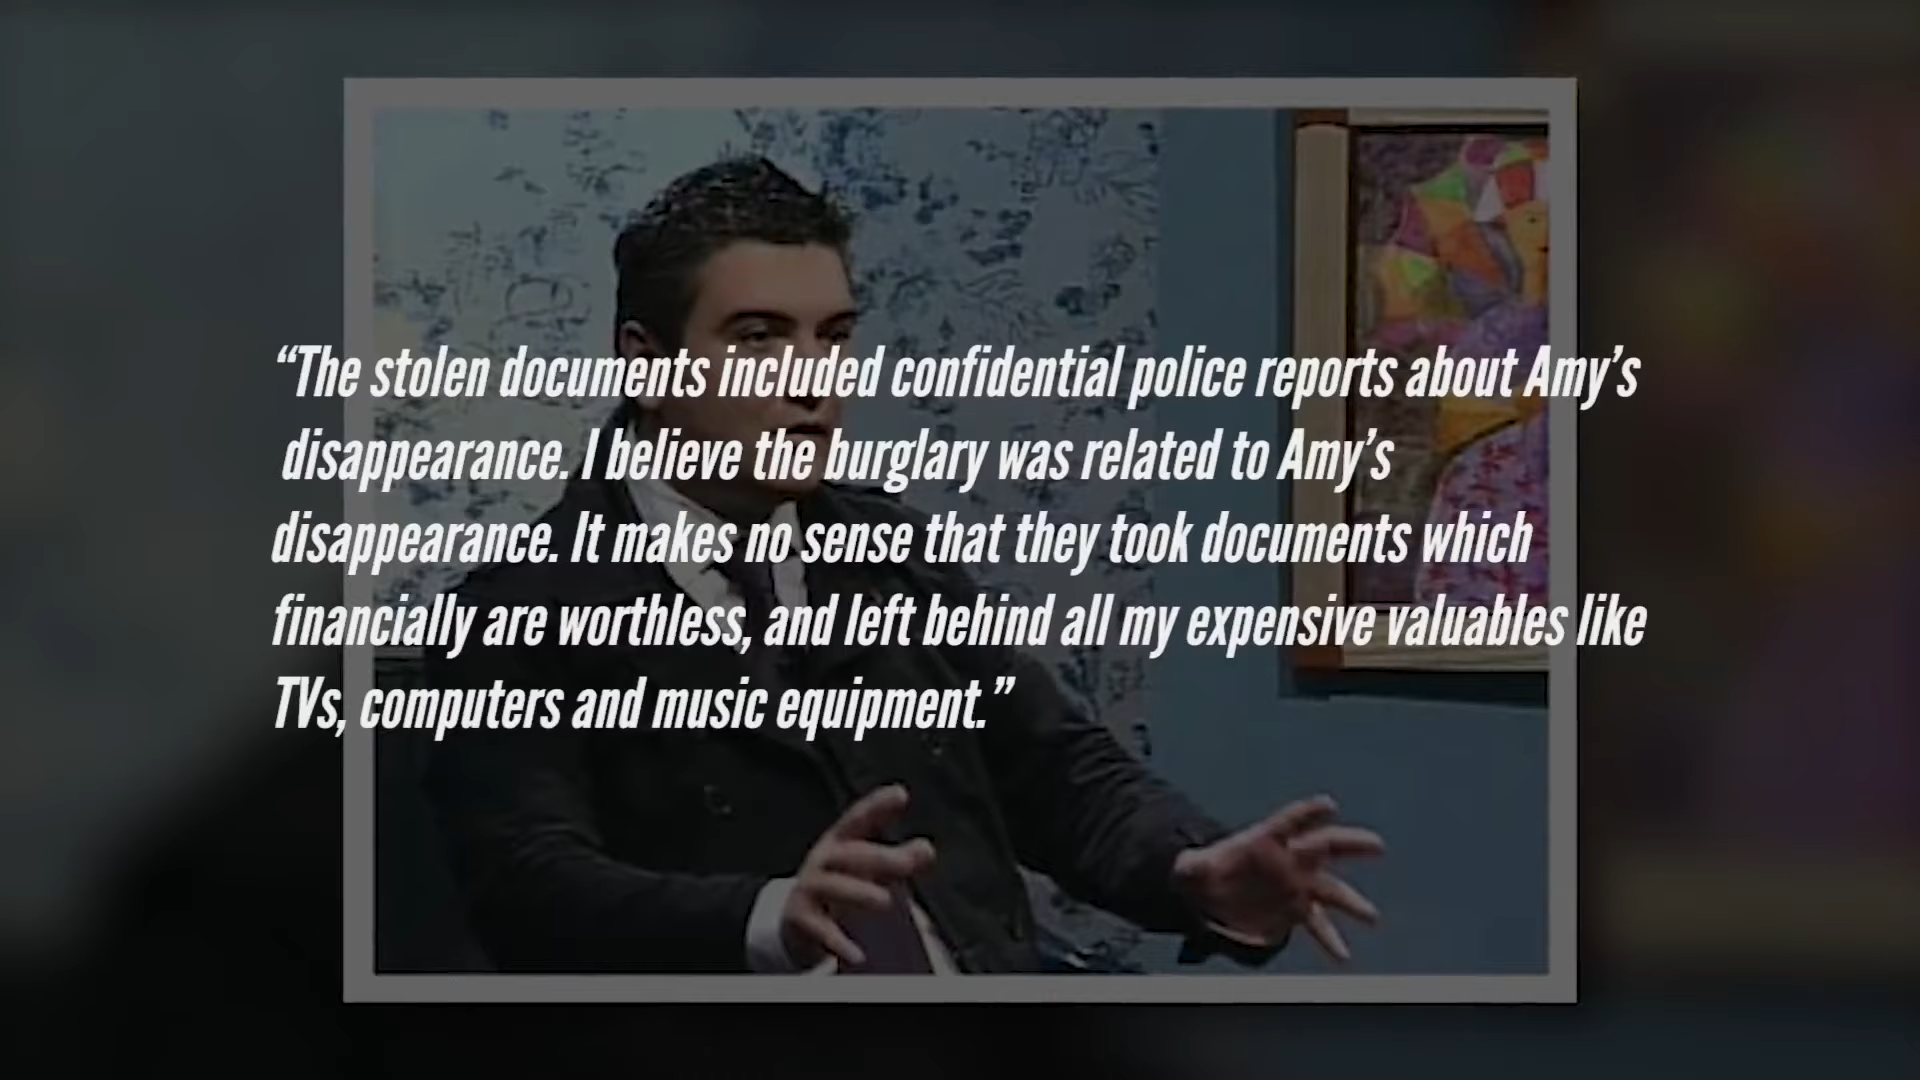 “The stolen documents included confidential police reports about Amy’s
disappearance. I believe the burglary was related to Amy’s
disappearance. It makes no sense that they took documents which
financially are worthless, and left behind all my expensive valuables like
TVs, computers and music equipment.”